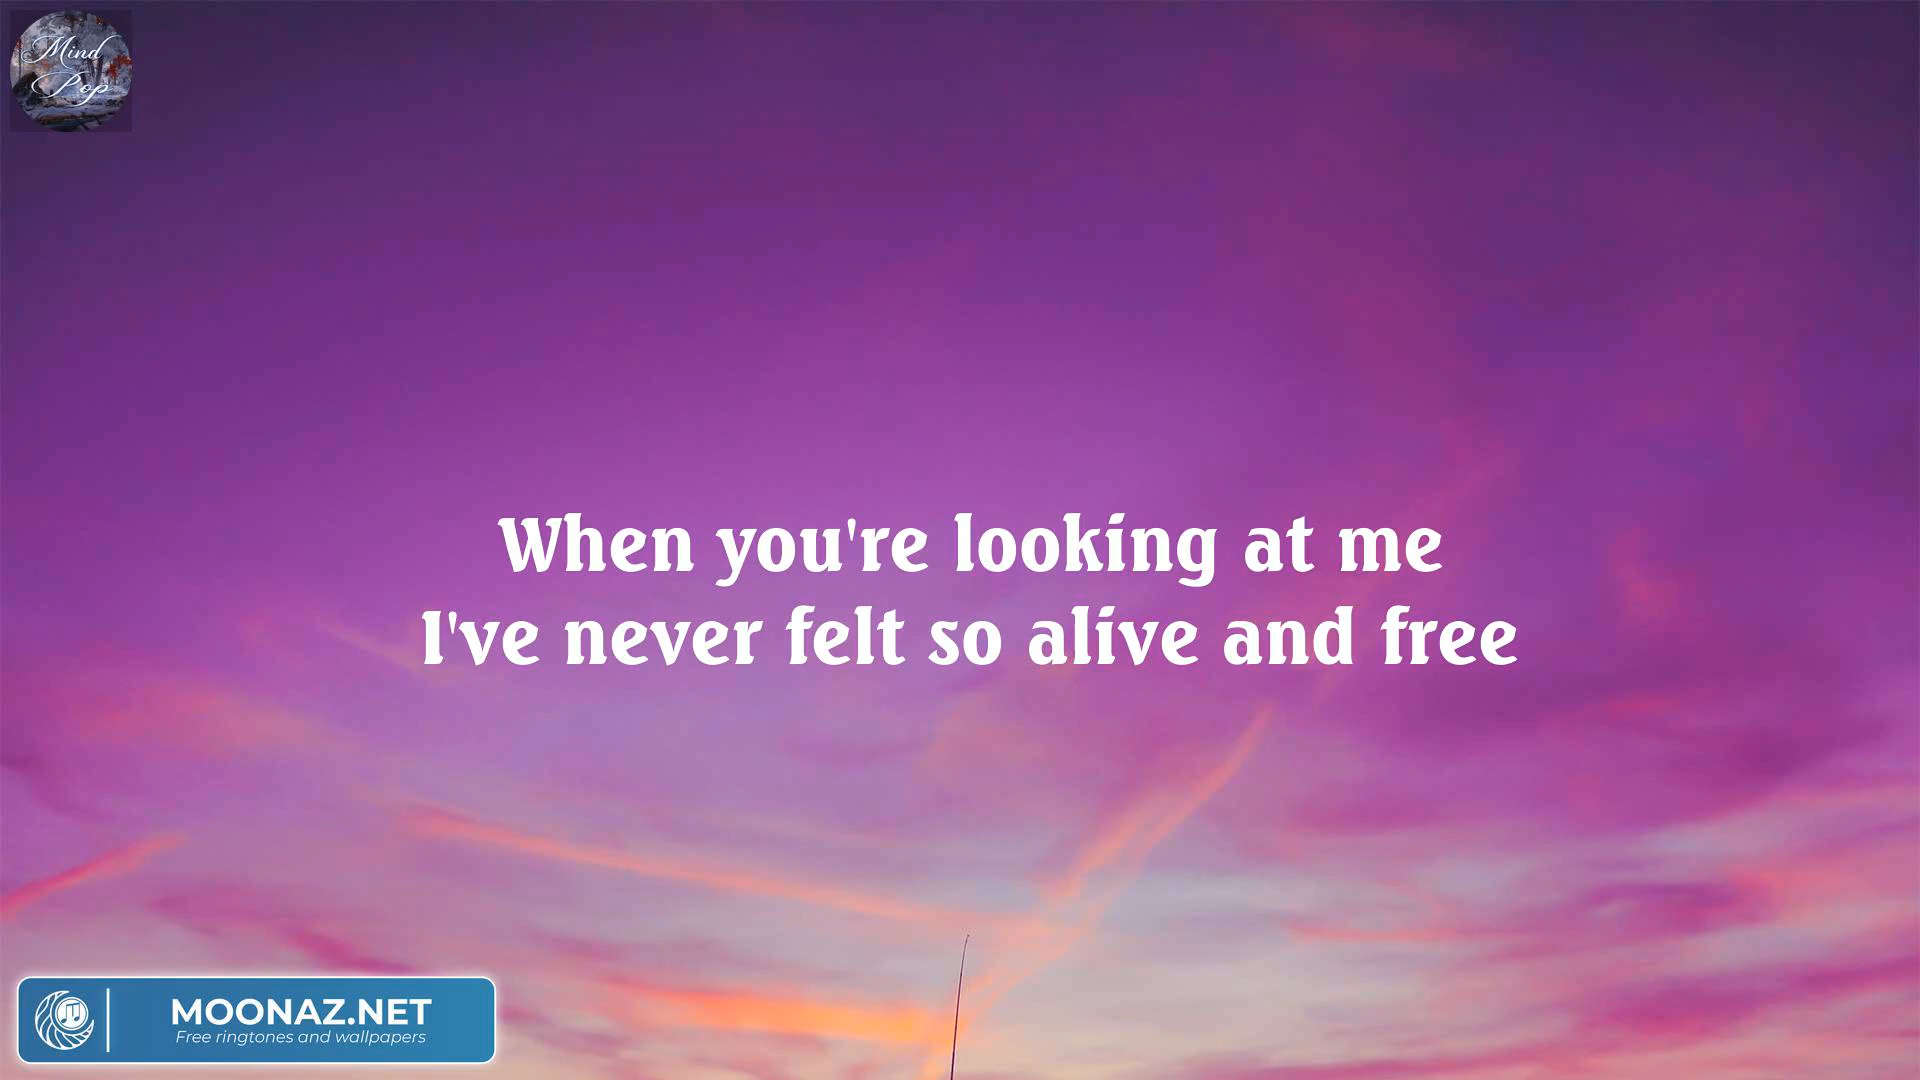 Mind
Pop
When you're looking at me
I've never felt so alive and free
MOONAZ.NET
Free ringtones and wallpapers